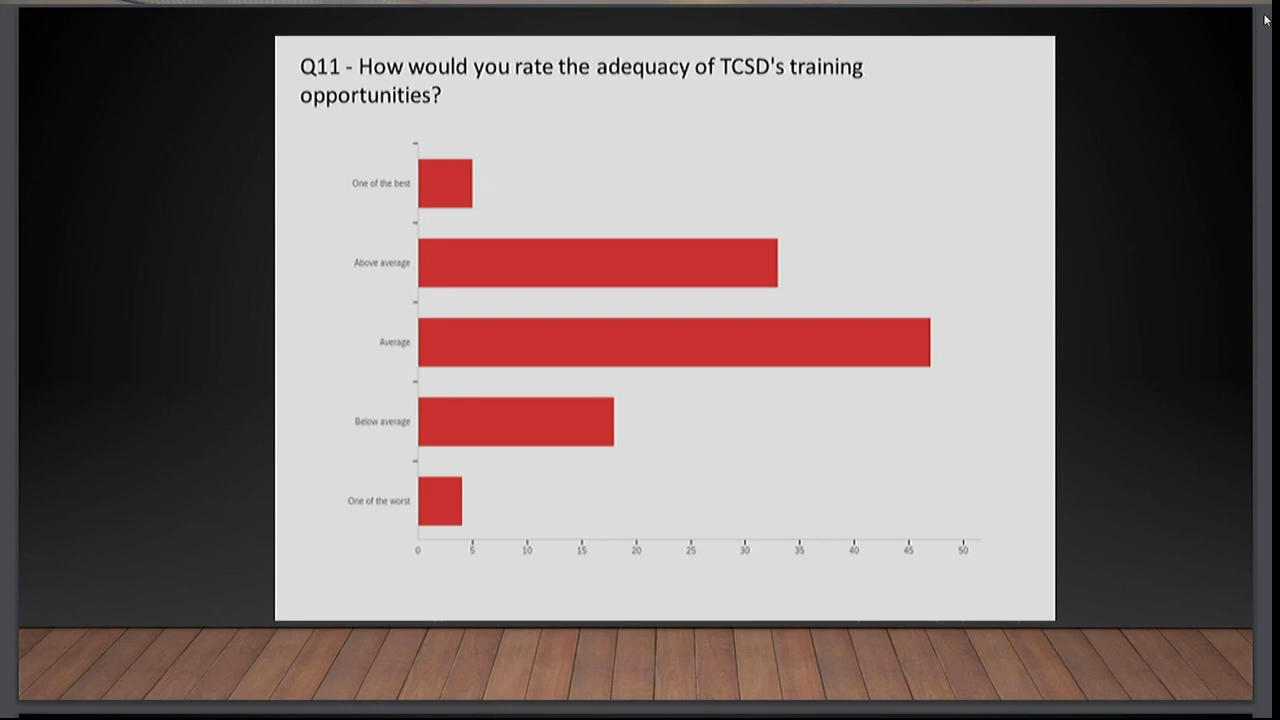 Q11 - How would you rate the adequacy of TCSD's training
opportunities?
One of the best
Above average
Average
Below average
One of the worst
0 5 10 15 20 25 30 35 40 45 50